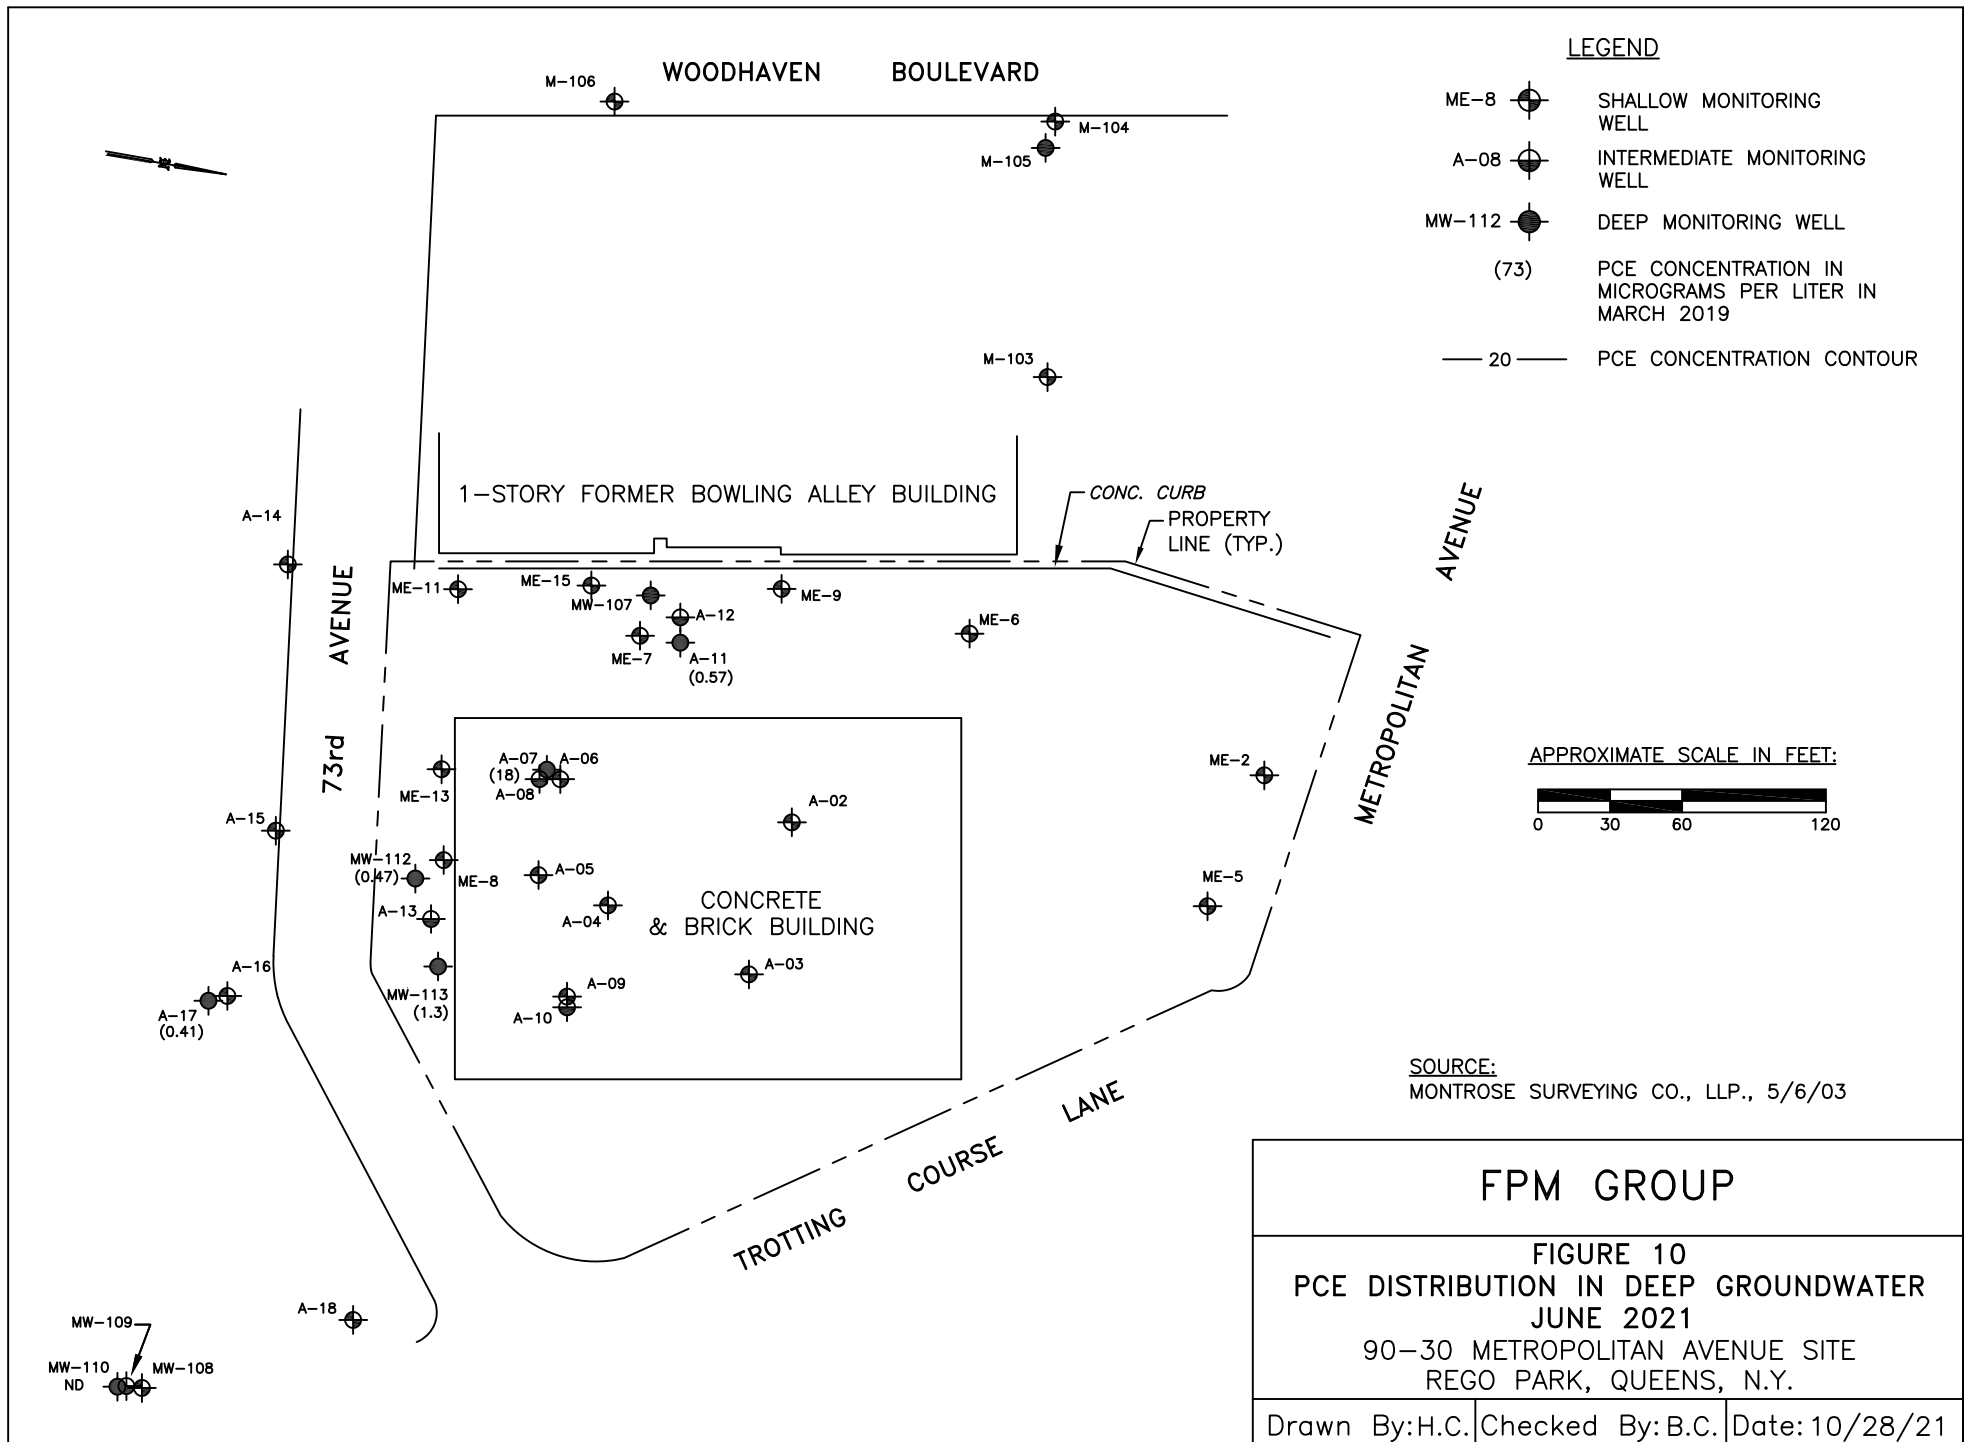 WOODHAVEN BOULEVARD
M-106
M-104
M-105
M-103
LEGEND
ME-8
SHALLOW MONITORING
WELL
A-08
INTERMEDIATE MONITORING
WELL
MW-112
DEEP MONITORING WELL
(73)
PCE CONCENTRATION IN
MICROGRAMS PER LITER IN
MARCH 2019
20
PCE CONCENTRATION CONTOUR
1-STORY FORMER BOWLING ALLEY BUILDING
CONC. CURB
PROPERTY
LINE (TYP.)
A-14
73rd AVENUE
METROPOLITAN AVENUE
ME-11
ME-15
MW-107
ME-9
A-12
ME-7
A-11
(0.57)
ME-6
A-07
(18)
A-06
A-08
ME-13
A-02
ME-2
APPROXIMATE SCALE IN FEET:
0 30 60 120
A-15
MW-112
(0.47)
ME-8
A-05
A-13
A-04
CONCRETE
& BRICK BUILDING
ME-5
A-16
A-17
(0.41)
MW-113
(1.3)
A-09
A-10
A-03
TROTTING COURSE LANE
SOURCE:
MONTROSE SURVEYING CO., LLP., 5/6/03
A-18
MW-109
MW-110
ND
MW-108
FPM GROUP
FIGURE 10
PCE DISTRIBUTION IN DEEP GROUNDWATER
JUNE 2021
90-30 METROPOLITAN AVENUE SITE
REGO PARK, QUEENS, N.Y.
Drawn By:H.C. Checked By:B.C. Date:10/28/21